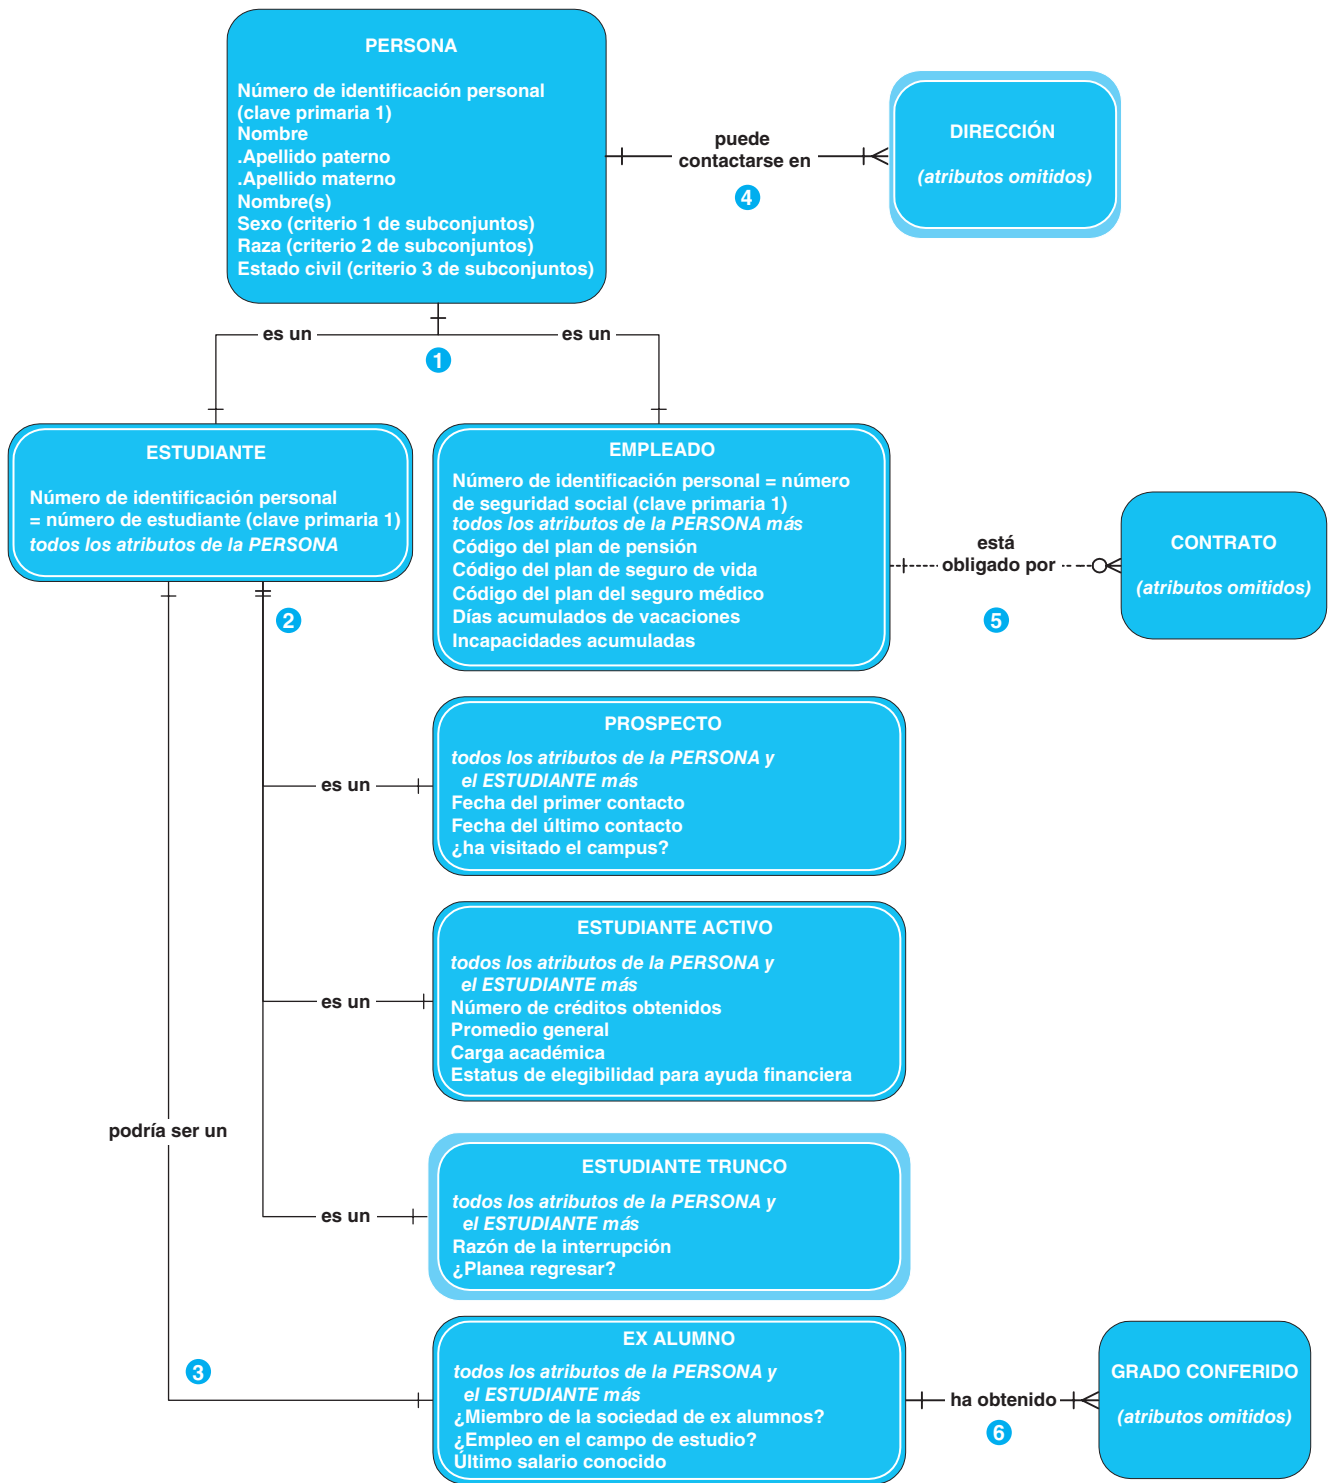 PERSONA
Número de identificación personal
(clave primaria 1)
Nombre
.Apellido paterno
.Apellido materno
Nombre(s)
Sexo (criterio 1 de subconjuntos)
Raza (criterio 2 de subconjuntos)
Estado civil (criterio 3 de subconjuntos)
puede
contactarse en
4
DIRECCIÓN
(atributos omitidos)
es un
es un
1
ESTUDIANTE
Número de identificación personal
= número de estudiante (clave primaria 1)
todos los atributos de la PERSONA
EMPLEADO
Número de identificación personal = número
de seguridad social (clave primaria 1)
todos los atributos de la PERSONA más
Código del plan de pensión
Código del plan de seguro de vida
Código del plan del seguro médico
Días acumulados de vacaciones
Incapacidades acumuladas
está
obligado por
5
CONTRATO
(atributos omitidos)
2
PROSPECTO
todos los atributos de la PERSONA y
el ESTUDIANTE más
Fecha del primer contacto
Fecha del último contacto
¿ha visitado el campus?
es un
ESTUDIANTE ACTIVO
todos los atributos de la PERSONA y
el ESTUDIANTE más
Número de créditos obtenidos
Promedio general
Carga académica
Estatus de elegibilidad para ayuda financiera
es un
podría ser un
ESTUDIANTE TRUNCO
todos los atributos de la PERSONA y
el ESTUDIANTE más
Razón de la interrupción
¿Planea regresar?
es un
3
EX ALUMNO
todos los atributos de la PERSONA y
el ESTUDIANTE más
¿Miembro de la sociedad de ex alumnos?
¿Empleo en el campo de estudio?
Último salario conocido
ha obtenido
6
GRADO CONFERIDO
(atributos omitidos)